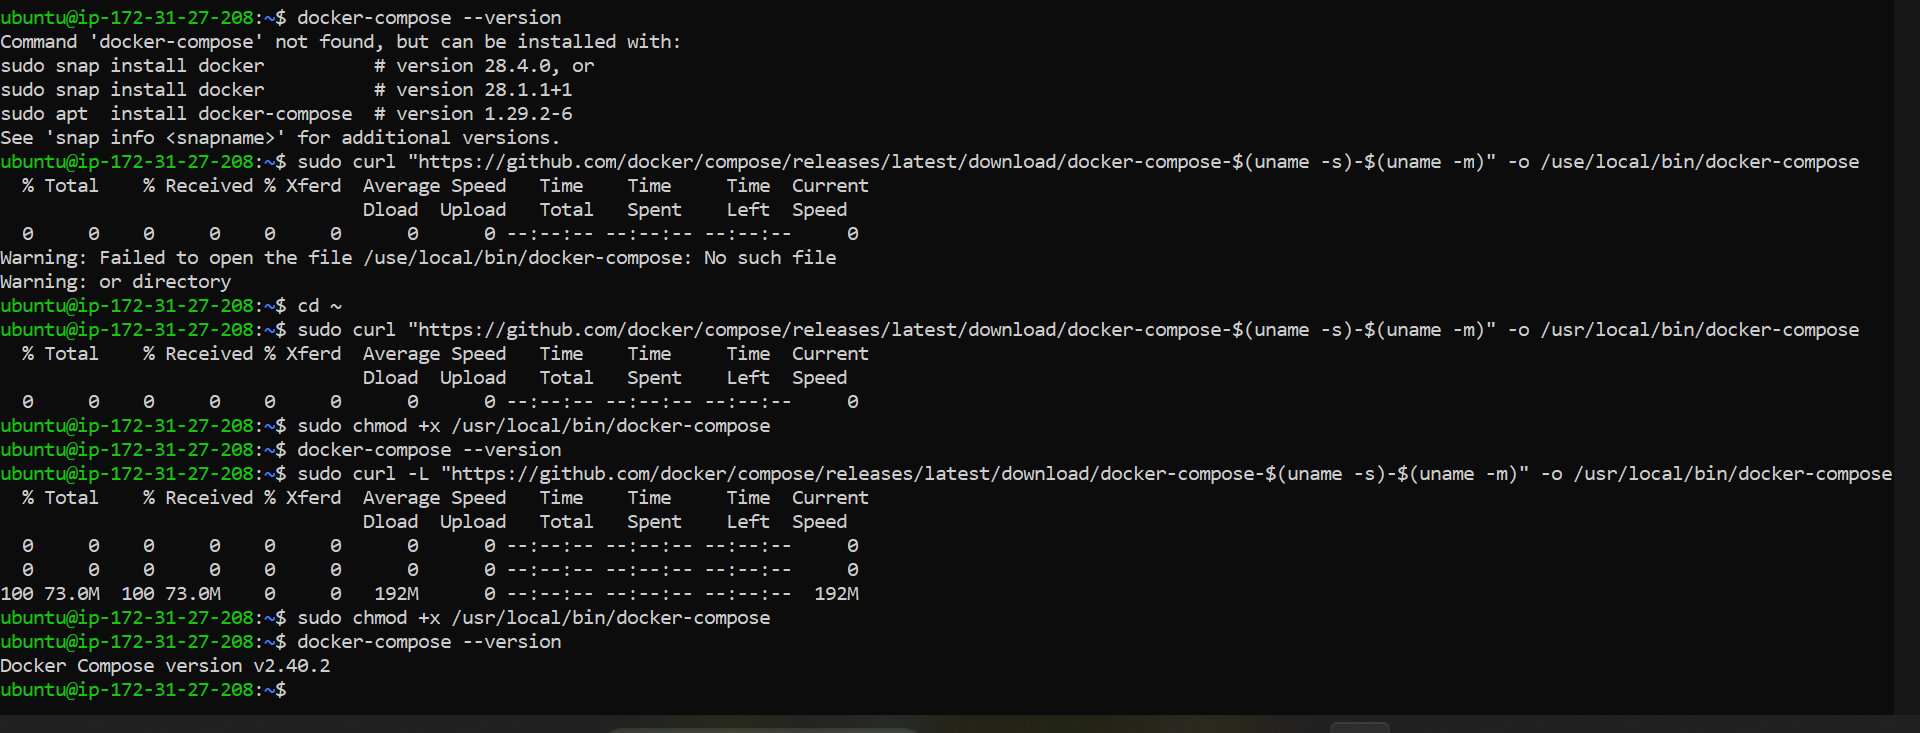 ubuntu@ip-172-31-27-208:~$ docker-compose --version
Command 'docker-compose' not found, but can be installed with:
sudo snap install docker          # version 28.4.0, or
sudo snap install docker          # version 28.1.1+1
sudo apt  install docker-compose  # version 1.29.2-6
See 'snap info <snapname>' for additional versions.
ubuntu@ip-172-31-27-208:~$ sudo curl "https://github.com/docker/compose/releases/latest/download/docker-compose-$(uname -s)-$(uname -m)" -o /use/local/bin/docker-compose
  % Total    % Received % Xferd  Average Speed   Time    Time     Time  Current
                                 Dload  Upload   Total   Spent    Left  Speed
  0     0    0     0    0     0      0      0 --:--:-- --:--:-- --:--:--     0
Warning: Failed to open the file /use/local/bin/docker-compose: No such file
Warning: or directory
ubuntu@ip-172-31-27-208:~$ cd ~
ubuntu@ip-172-31-27-208:~$ sudo curl "https://github.com/docker/compose/releases/latest/download/docker-compose-$(uname -s)-$(uname -m)" -o /usr/local/bin/docker-compose
  % Total    % Received % Xferd  Average Speed   Time    Time     Time  Current
                                 Dload  Upload   Total   Spent    Left  Speed
  0     0    0     0    0     0      0      0 --:--:-- --:--:-- --:--:--     0
ubuntu@ip-172-31-27-208:~$ sudo chmod +x /usr/local/bin/docker-compose
ubuntu@ip-172-31-27-208:~$ docker-compose --version
ubuntu@ip-172-31-27-208:~$ sudo curl -L "https://github.com/docker/compose/releases/latest/download/docker-compose-$(uname -s)-$(uname -m)" -o /usr/local/bin/docker-compose
  % Total    % Received % Xferd  Average Speed   Time    Time     Time  Current
                                 Dload  Upload   Total   Spent    Left  Speed
  0     0    0     0    0     0      0      0 --:--:-- --:--:-- --:--:--     0
  0     0    0     0    0     0      0      0 --:--:-- --:--:-- --:--:--     0
100 73.0M  100 73.0M    0     0   192M      0 --:--:-- --:--:-- --:--:--  192M
ubuntu@ip-172-31-27-208:~$ sudo chmod +x /usr/local/bin/docker-compose
ubuntu@ip-172-31-27-208:~$ docker-compose --version
Docker Compose version v2.40.2
ubuntu@ip-172-31-27-208:~$